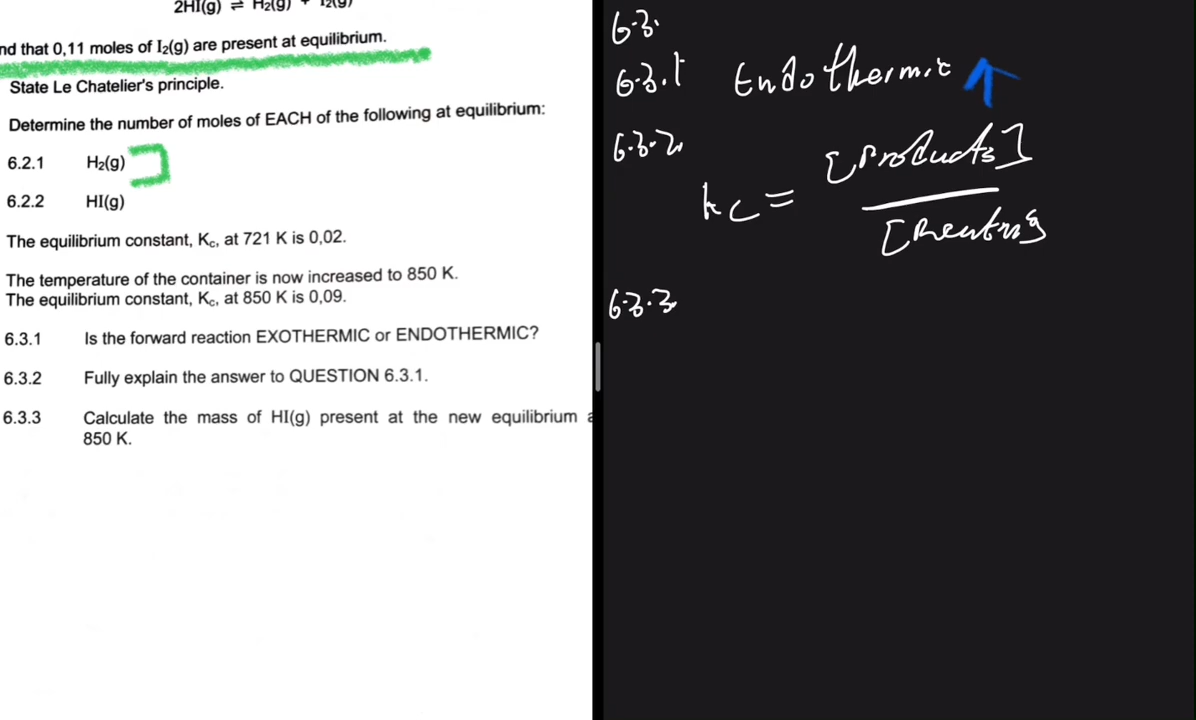 2HI(g) ⇌ H₂(g) + I₂(g)
nd that 0,11 moles of I₂(g) are present at equilibrium.
State Le Chatelier's principle.
Determine the number of moles of EACH of the following at equilibrium:
6.2.1 H₂(g)
6.2.2 HI(g)
The equilibrium constant, K꜀, at 721 K is 0,02.
The temperature of the container is now increased to 850 K.
The equilibrium constant, K꜀, at 850 K is 0,09.
6.3.1 Is the forward reaction EXOTHERMIC or ENDOTHERMIC?
6.3.2 Fully explain the answer to QUESTION 6.3.1.
6.3.3 Calculate the mass of HI(g) present at the new equilibrium
850 K.
6.3.
6.3.1 Endothermic ↑
6.3.2
kc = [Products]
6.3.3